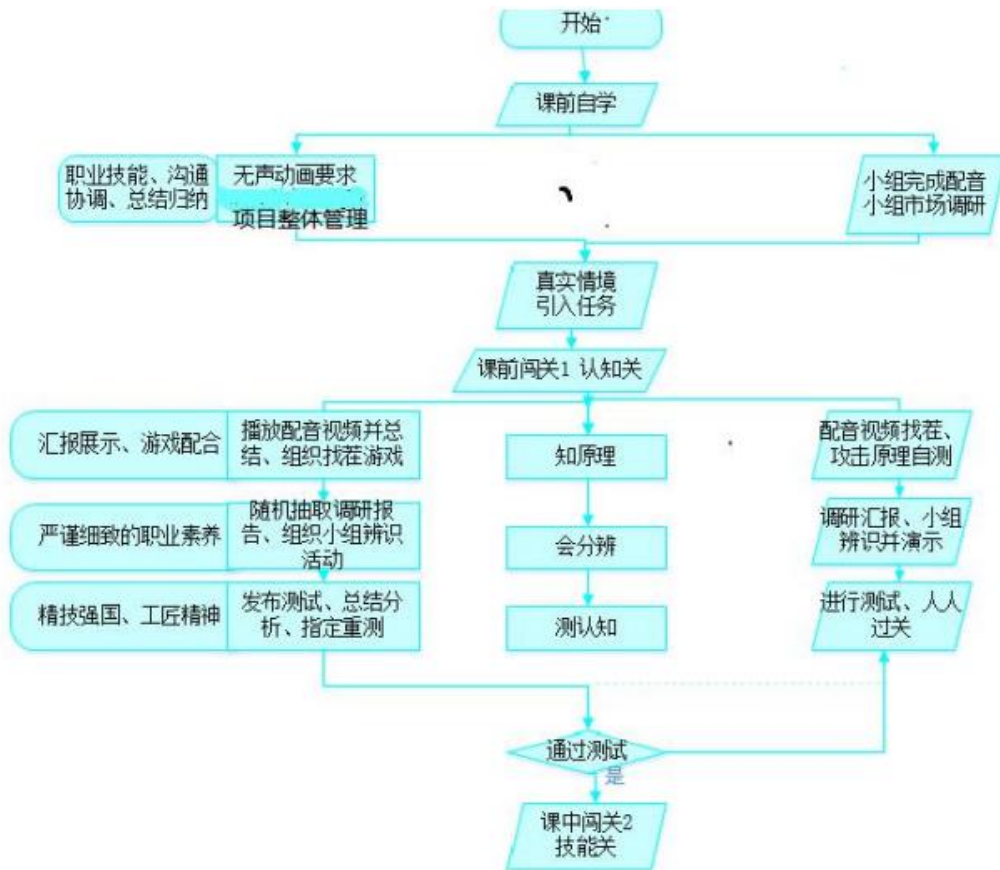 开始
课前自学
职业技能、沟通
协调、总结归纳
无声动画要求
项目整体管理
小组完成配音
小组市场调研
真实情境
引入任务
课前闯关1 认知关
汇报展示、游戏配合
播放配音视频并总
结、组织找茬游戏
知原理
配音视频找茬、
攻击原理自测
严谨细致的职业素养
随机抽取调研报
告、组织小组辨识
活动
会分辨
调研汇报、小组
辨识并演示
精技强国、工匠精神
发布测试、总结分
析、指定重测
测认知
进行测试、人人
过关
通过测试
是
课中闯关2
技能关